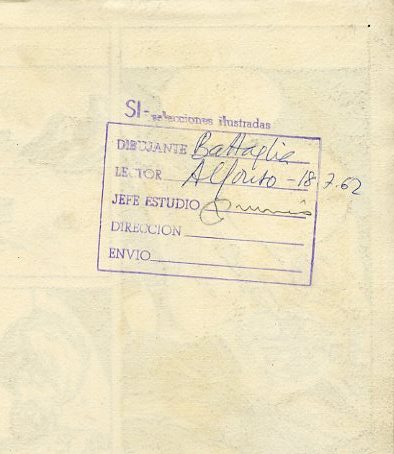 SI- selecciones ilustradas
DIBUJANTE Battaglia
LECTOR Alfonso - 18.7.62
JEFE ESTUDIO
DIRECCION
ENVIO